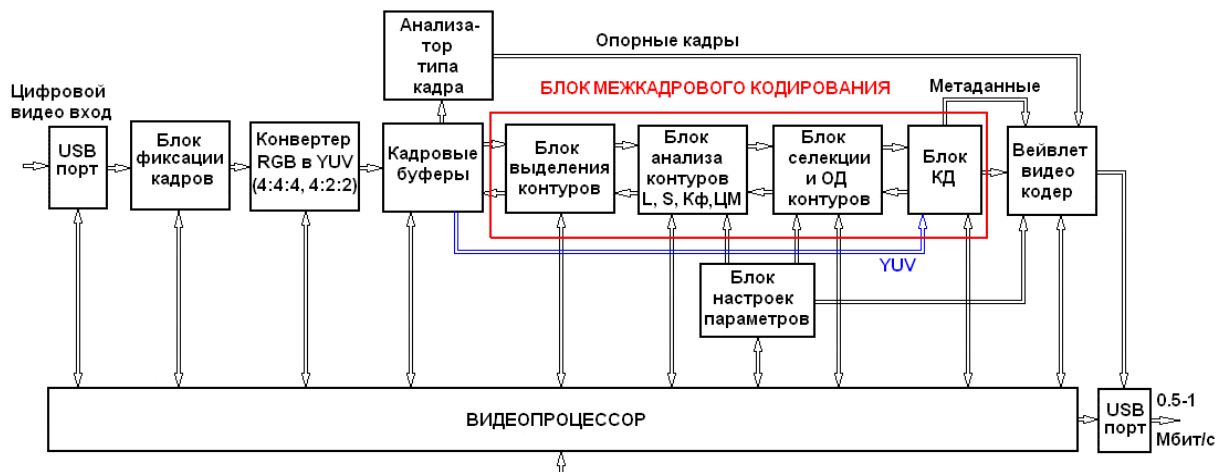 Анализа-
тор
типа
кадра
Опорные кадры
БЛОК МЕЖКАДРОВОГО КОДИРОВАНИЯ
Метаданные
Цифровой
видео вход
USB
порт
Блок
фиксации
кадров
Конвертер
RGB в YUV
(4:4:4, 4:2:2)
Кадровые
буферы
Блок
выделения
контуров
Блок
анализа
контуров
L, S, Кф,ЦМ
Блок
селекции
и ОД
контуров
Блок
КД
Вейвлет
видео
кодер
YUV
Блок
настроек
параметров
ВИДЕОПРОЦЕССОР
USB
порт
0.5-1
Мбит/с